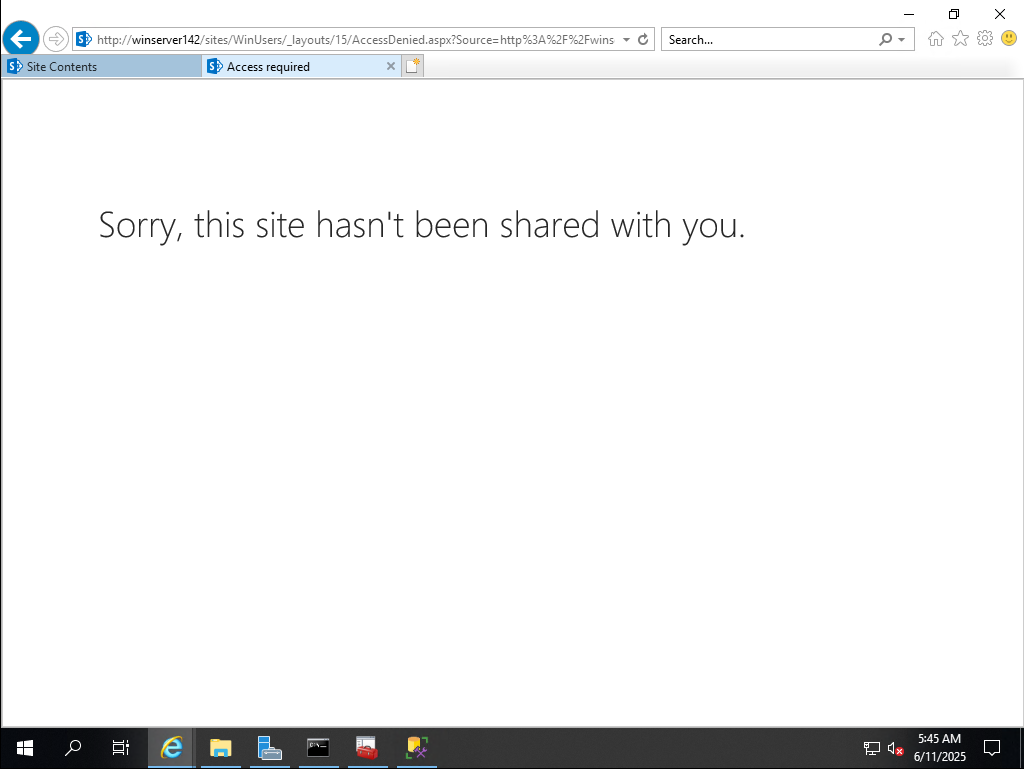 http://winserver142/sites/WinUsers/_layouts/15/AccessDenied.aspx?Source=http%3A%2F%2Fwins
Search...
Site Contents
Access required
Sorry, this site hasn't been shared with you.
5:45 AM
6/11/2025